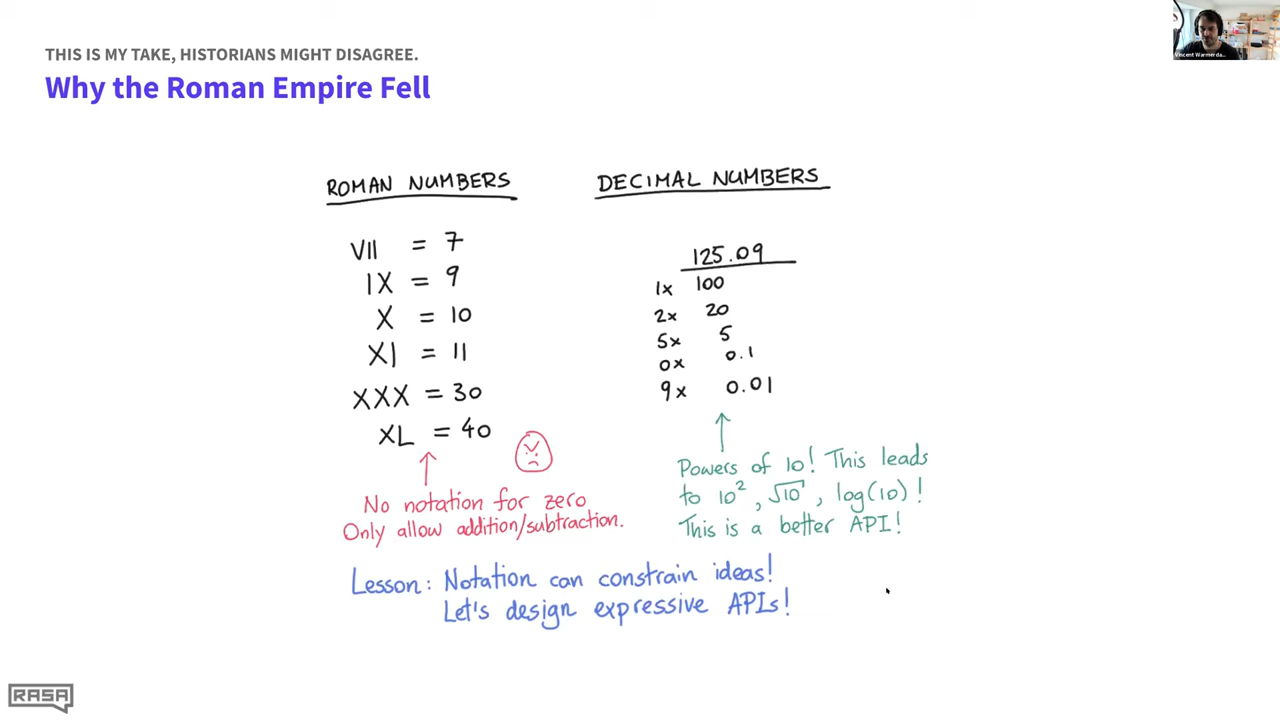 THIS IS MY TAKE, HISTORIANS MIGHT DISAGREE.
Why the Roman Empire Fell
Vincent Warmerda...
ROMAN NUMBERS
VII = 7
IX = 9
X = 10
XI = 11
XXX = 30
XL = 40
No notation for zero
Only allow addition/subtraction.
DECIMAL NUMBERS
125.09
1x 100
2x 20
5x 5
0x 0.1
9x 0.01
Powers of 10! This leads
to 10², √10, log(10)!
This is a better API!
Lesson: Notation can constrain ideas!
Let's design expressive APIs!
RASA